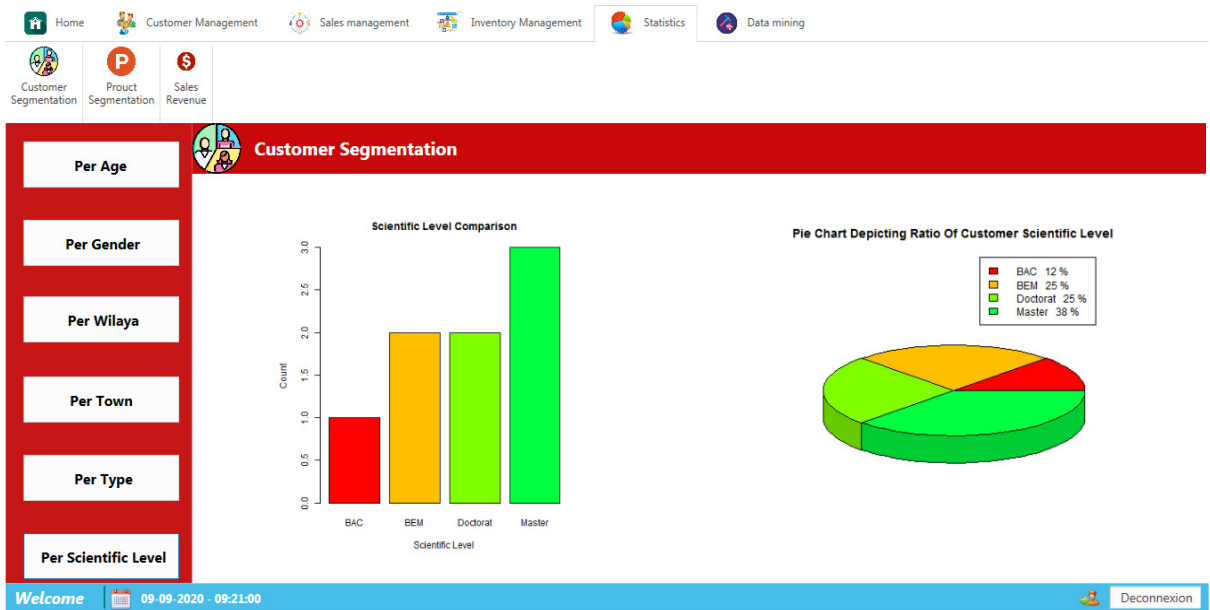 Home
Customer Management
Sales management
Inventory Management
Statistics
Data mining
Customer
Segmentation
P
Prouct
Segmentation
$
Sales
Revenue
Customer Segmentation
Per Age
Per Gender
Per Wilaya
Per Town
Per Type
Per Scientific Level
Scientific Level Comparison
Count
3.0
2.5
2.0
1.5
1.0
0.5
0.0
BAC
BEM
Doctorat
Master
Scientific Level
Pie Chart Depicting Ratio Of Customer Scientific Level
BAC 12 %
BEM 25 %
Doctorat 25 %
Master 38 %
Welcome
09-09-2020 - 09:21:00
Deconnexion